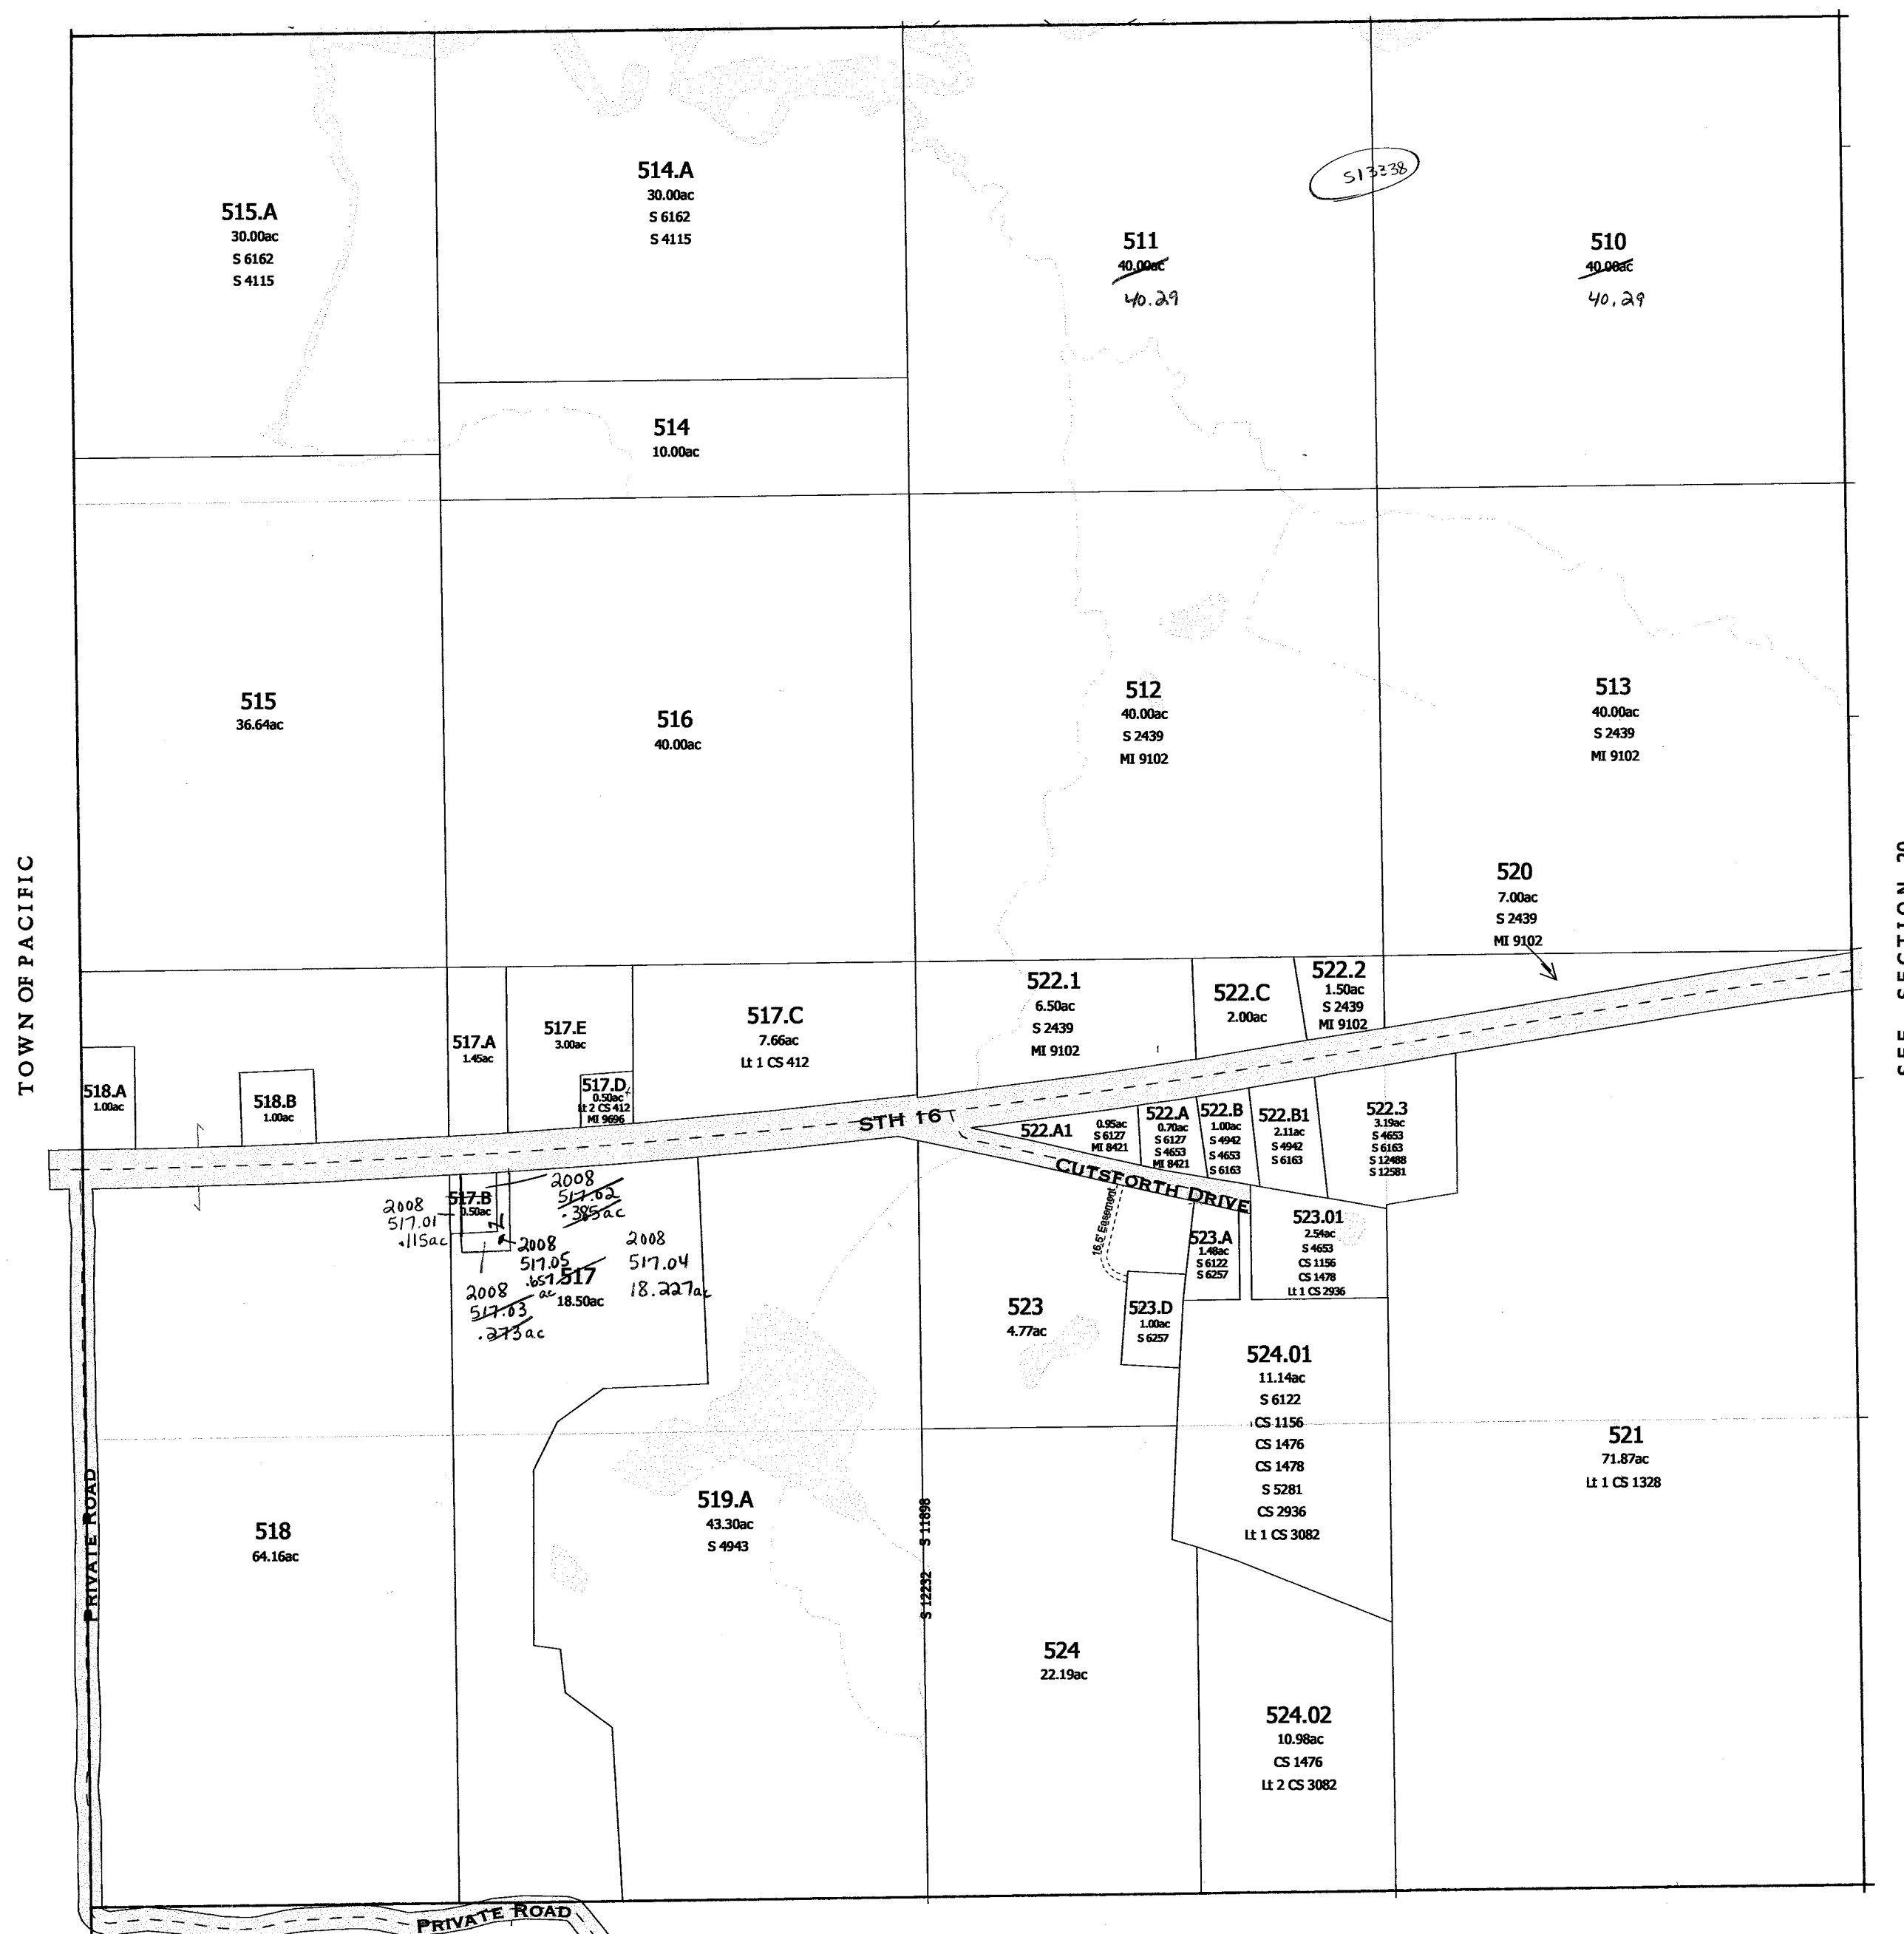 S13338
514.A
30.00ac
S 6162
S 4115
515.A
30.00ac
S 6162
S 4115
511
40.00ac
40.29
510
40.00ac
40.29
514
10.00ac
515
36.64ac
516
40.00ac
512
40.00ac
S 2439
MI 9102
513
40.00ac
S 2439
MI 9102
TOWN OF PACIFIC
SEE SECTION
520
7.00ac
S 2439
MI 9102
518.A
1.00ac
518.B
1.00ac
517.A
1.45ac
517.E
3.00ac
517.D
0.50ac
Lt 2 CS 412
MI 9696
517.C
7.66ac
Lt 1 CS 412
522.1
6.50ac
S 2439
MI 9102
522.C
2.00ac
522.2
1.50ac
S 2439
MI 9102
STH 16
522.A1
0.95ac
S 6127
MI 8421
522.A
0.70ac
S 6127
S 4653
MI 8421
522.B
1.00ac
S 4942
S 4653
S 6163
522.B1
2.11ac
S 4942
S 6163
522.3
3.19ac
S 4653
S 6163
S 12488
S 12581
CUTSFORTH DRIVE
517.B
0.50ac
2008
517.01
.115ac
2008
517.02
.385ac
2008
517.05
.657
ac
2008
517.03
.273ac
517
18.50ac
2008
517.04
18.227ac
16.5' Easement
523.A
1.48ac
S 6122
S 6257
523.01
2.54ac
S 4653
CS 1156
CS 1478
Lt 1 CS 2936
523
4.77ac
523.D
1.00ac
S 6257
524.01
11.14ac
S 6122
CS 1156
CS 1476
CS 1478
S 5281
CS 2936
Lt 1 CS 3082
521
71.87ac
Lt 1 CS 1328
PRIVATE ROAD
518
64.16ac
519.A
43.30ac
S 4943
S 11898
S 12232
524
22.19ac
524.02
10.98ac
CS 1476
Lt 2 CS 3082
PRIVATE ROAD